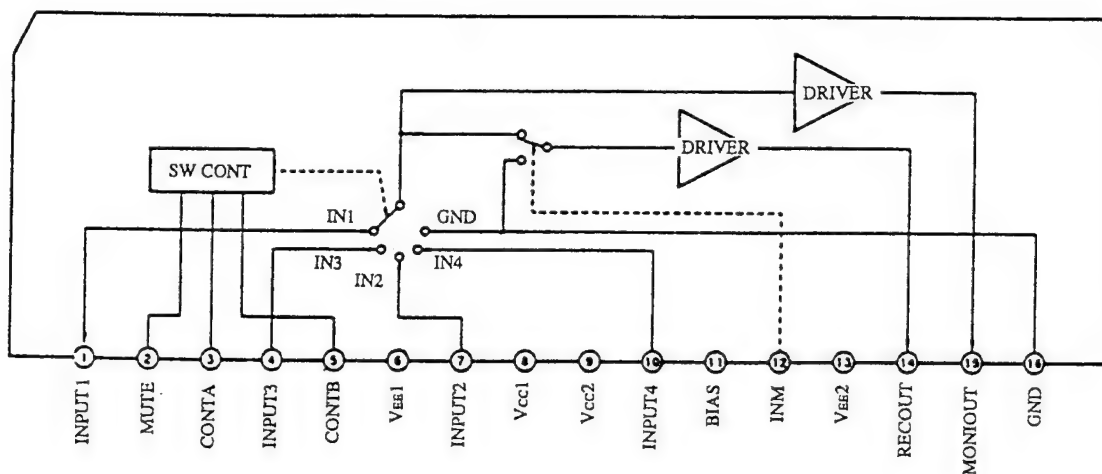 DRIVER
DRIVER
SW CONT
IN1
GND
IN3
IN4
IN2
1 2 3 4 5 6 7 8 9 10 11 12 13 14 15 16
INPUT1
MUTE
CONTA
INPUT3
CONTB
VEE1
INPUT2
Vcc1
Vcc2
INPUT4
BIAS
INM
VEE2
RECOUT
MONIOUT
GND